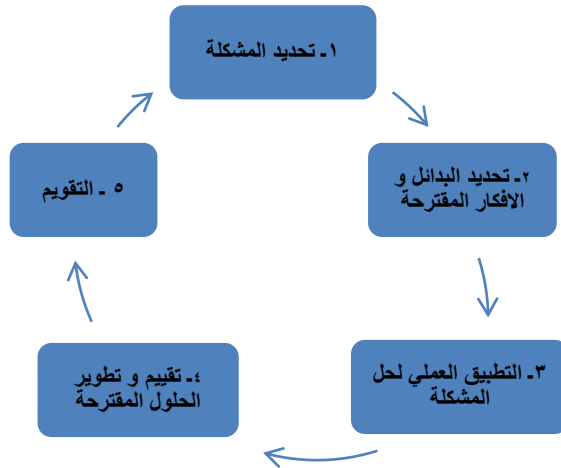 ١ـ تحديد المشكلة
٢ـ تحديد البدائل و
الافكار المقترحة
٣ـ التطبيق العملي لحل
المشكلة
٤ـ تقييم و تطوير
الحلول المقترحة
٥ ـ التقويم